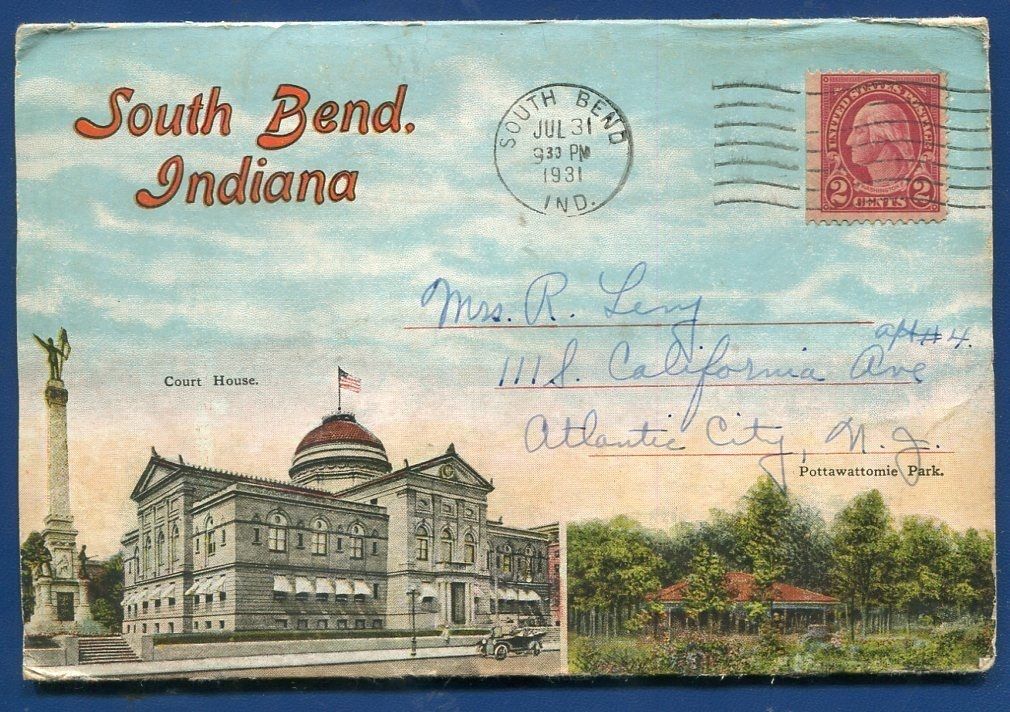 South Bend,
Indiana
SOUTH BEND
JUL 31
930 PM
1931
IND.
UNITED STATES POSTAGE
WASHINGTON
2 CENTS 2
Mrs. R. Levy
111 S. California Ave apt #4.
Atlantic City, N.J.
Court House.
Pottawattomie Park.